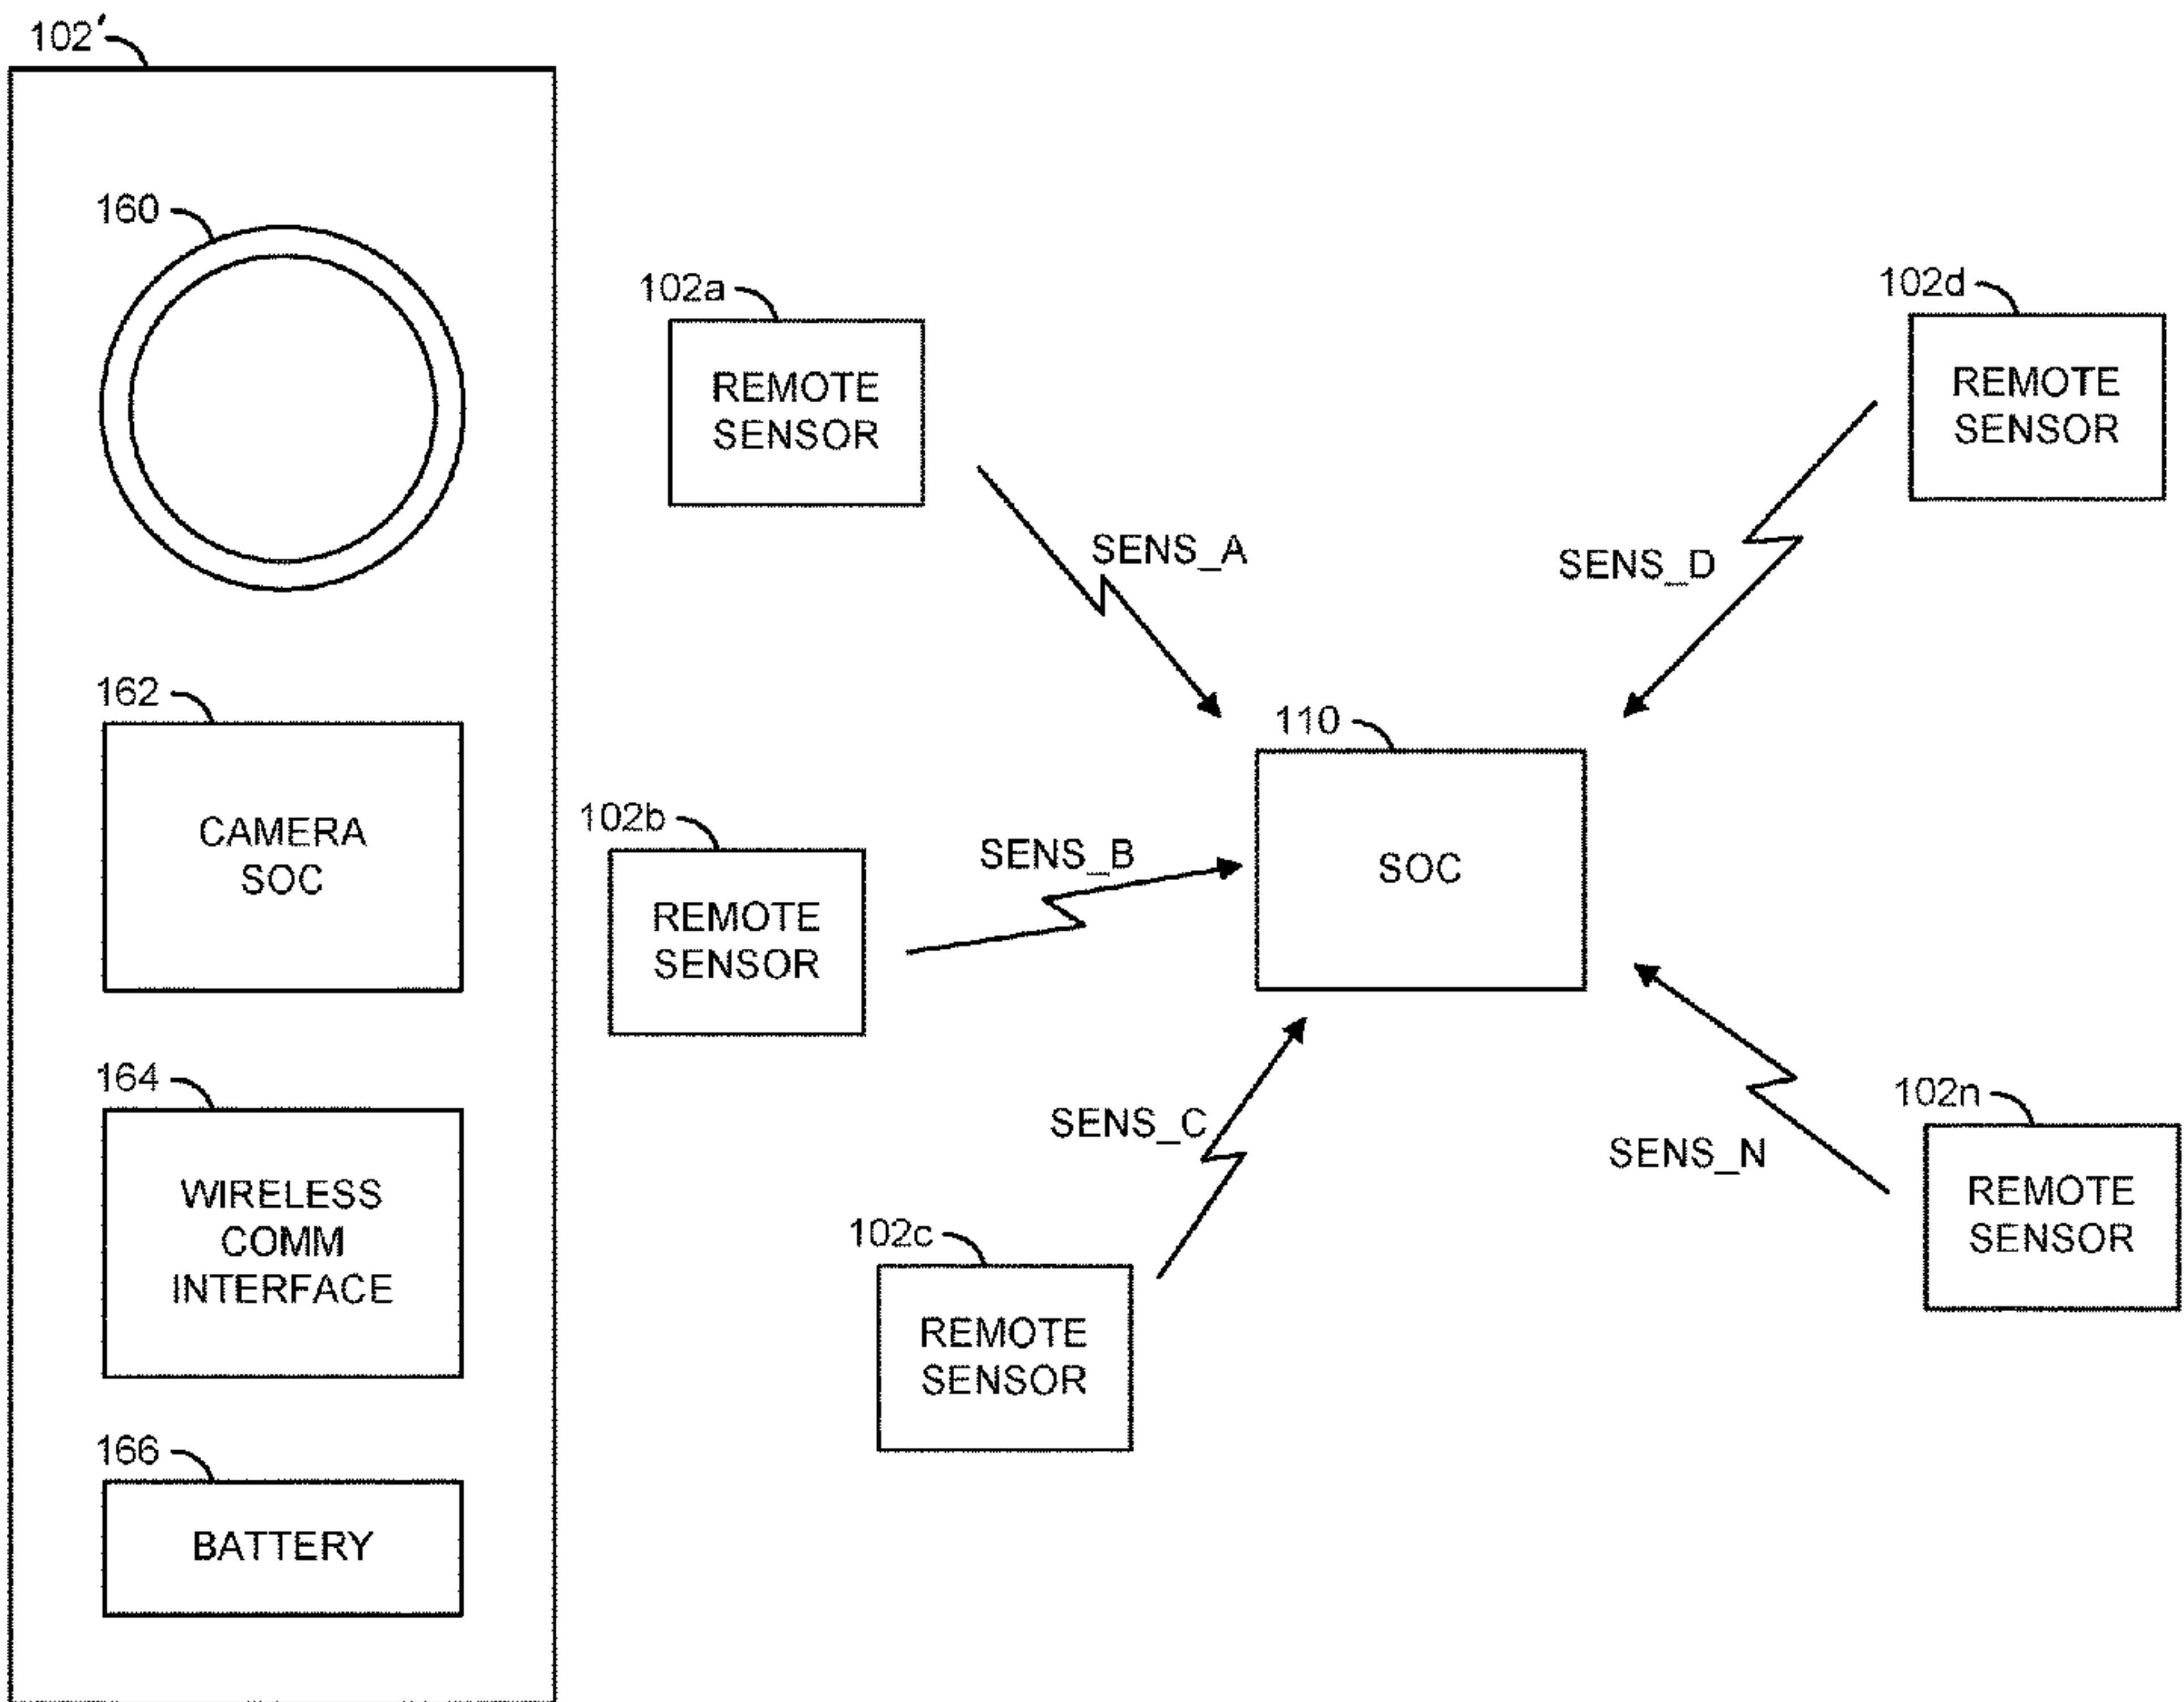 102′
160
162
CAMERA
SOC
164
WIRELESS
COMM
INTERFACE
166
BATTERY
102a
REMOTE
SENSOR
SENS_A
102b
REMOTE
SENSOR
SENS_B
102c
REMOTE
SENSOR
SENS_C
110
SOC
102d
REMOTE
SENSOR
SENS_D
102n
REMOTE
SENSOR
SENS_N